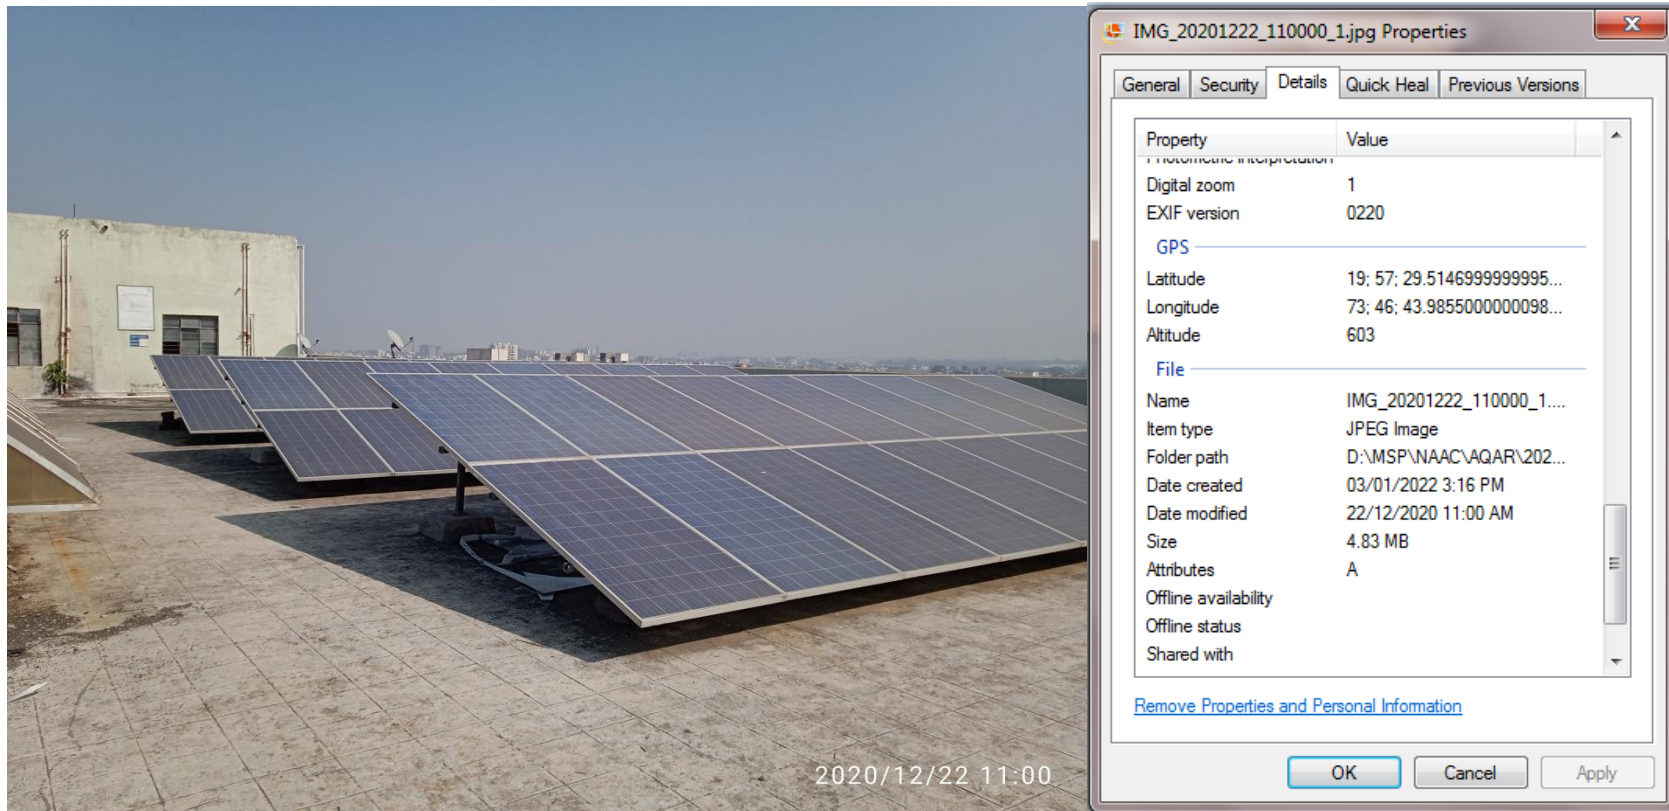 2020/12/22 11:00
IMG_20201222_110000_1.jpg Properties
General Security Details Quick Heal Previous Versions
Property Value
Photometric Interpretation
Digital zoom 1
EXIF version 0220
GPS
Latitude 19; 57; 29.5146999999995...
Longitude 73; 46; 43.9855000000098...
Altitude 603
File
Name IMG_20201222_110000_1....
Item type JPEG Image
Folder path D:\MSP\NAAC\AQAR\202...
Date created 03/01/2022 3:16 PM
Date modified 22/12/2020 11:00 AM
Size 4.83 MB
Attributes A
Offline availability
Offline status
Shared with
Remove Properties and Personal Information
OK Cancel Apply